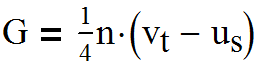 G = ¼n·(vₜ − uₛ)